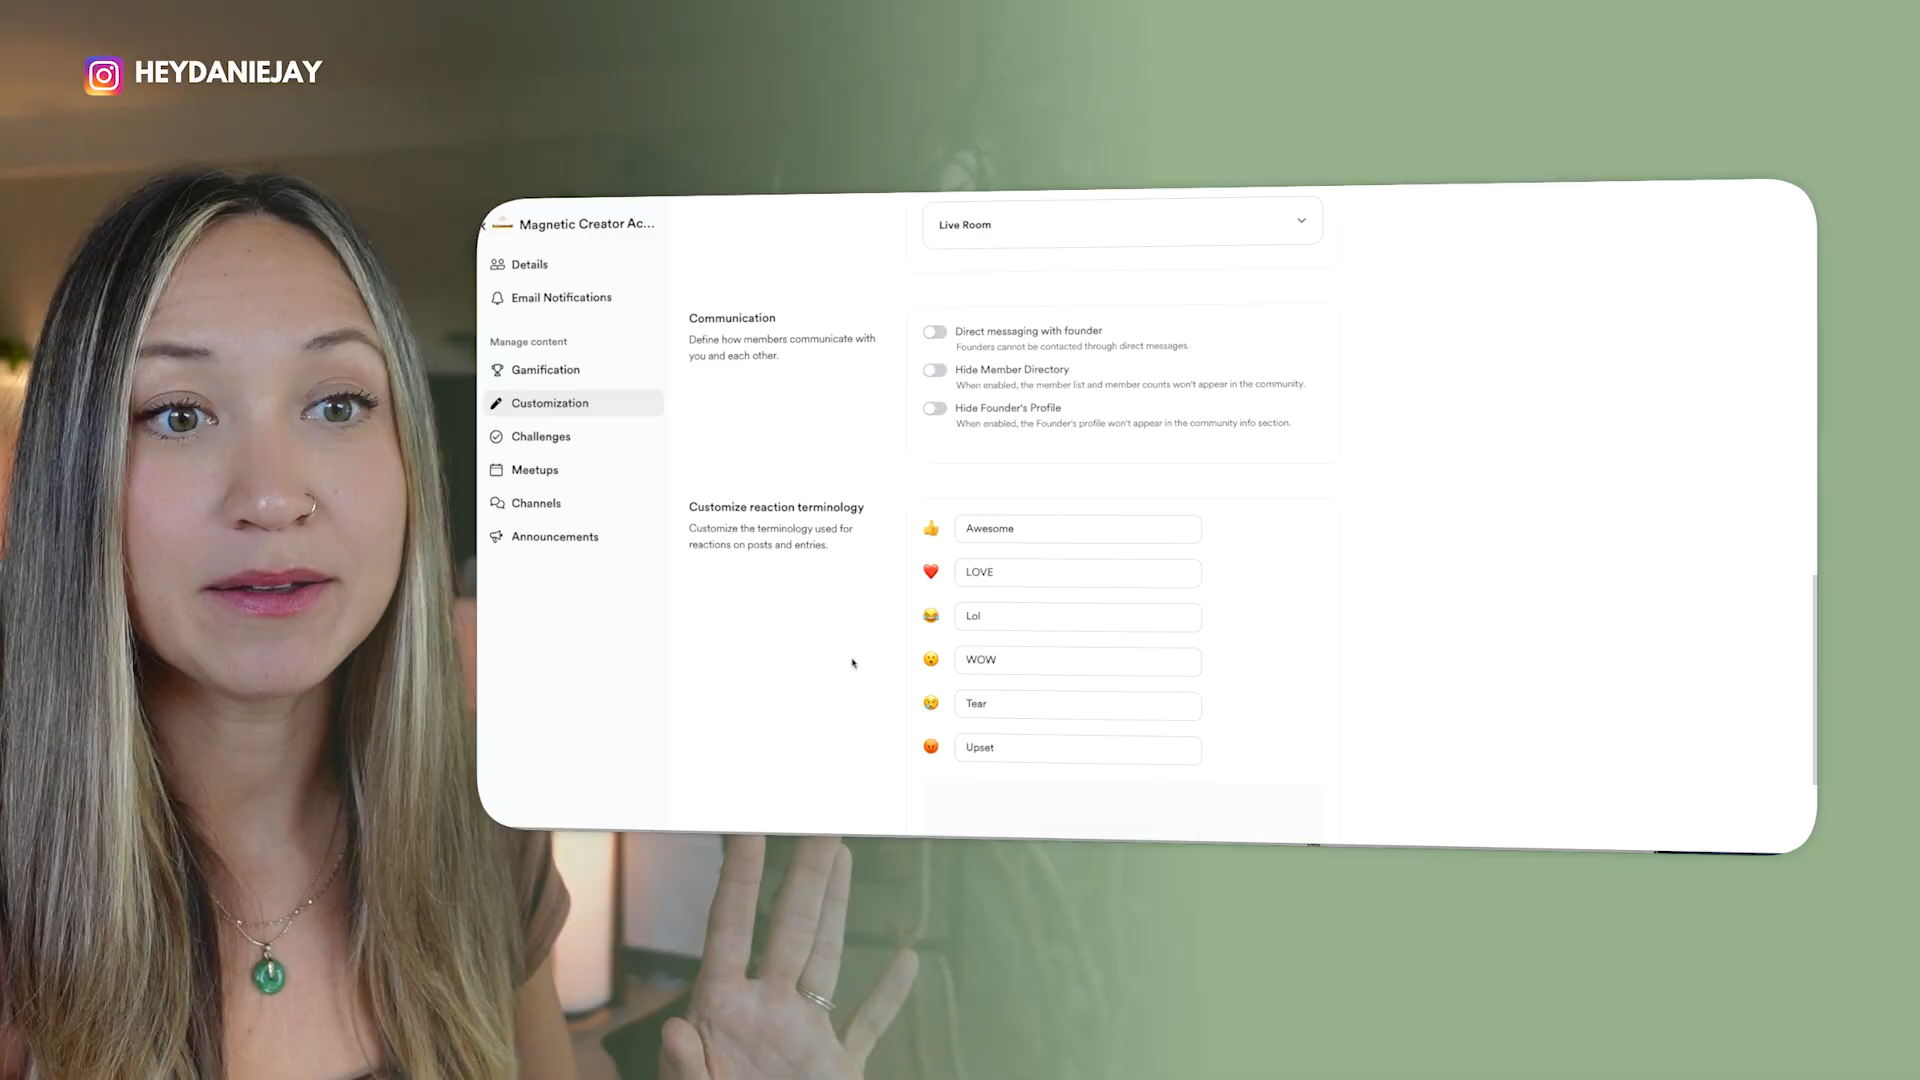 HEYDANIEJAY
Magnetic Creator Ac...
Details
Email Notifications
Manage content
Gamification
Customization
Challenges
Meetups
Channels
Announcements
Live Room
Communication
Define how members communicate with
you and each other.
Direct messaging with founder
Founders cannot be contacted through direct messages.
Hide Member Directory
When enabled, the member list and member counts won't appear in the community.
Hide Founder's Profile
When enabled, the Founder's profile won't appear in the community info section.
Customize reaction terminology
Customize the terminology used for
reactions on posts and entries.
Awesome
LOVE
Lol
WOW
Tear
Upset